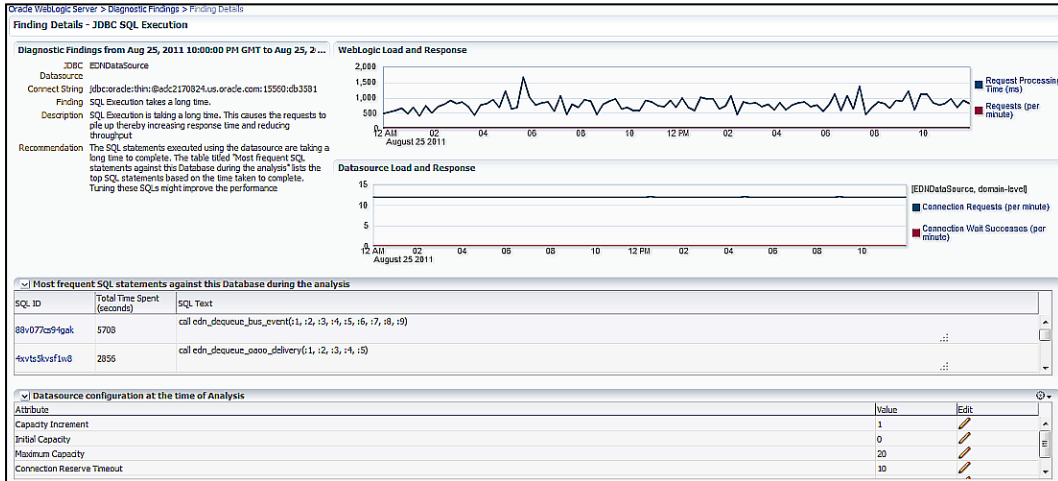 Oracle WebLogic Server > Diagnostic Findings > Finding Details
Finding Details - JDBC SQL Execution
Diagnostic Findings from Aug 25, 2011 10:00:00 PM GMT to Aug 25, 2...
JDBC Datasource EDNDataSource
Connect String jdbc:oracle:thin:@adc2170824.us.oracle.com:15560:db3581
Finding SQL Execution takes a long time.
Description SQL Execution is taking a long time. This causes the requests to
pile up thereby increasing response time and reducing
throughput
Recommendation The SQL statements executed using the datasource are taking a
long time to complete. The table titled "Most frequent SQL
statements against this Database during the analysis" lists the
top SQL statements based on the time taken to complete.
Tuning these SQLs might improve the performance
WebLogic Load and Response
2,000
1,500
1,000
500
0
12 AM 02 04 06 08 10 12 PM 02 04 06 08 10
August 25 2011
Request Processing
Time (ms)
Requests (per
minute)
Datasource Load and Response
15
10
5
0
12 AM 02 04 06 08 10 12 PM 02 04 06 08 10
August 25 2011
[EDNDataSource, domain-level]
Connection Requests (per minute)
Connection Wait Successes (per
minute)
Most frequent SQL statements against this Database during the analysis
SQL ID Total Time Spent (seconds) SQL Text
88v077cs94gak 5708 call edn_dequeue_bus_event(:1, :2, :3, :4, :5, :6, :7, :8, :9)
4xvts5kvsf1w8 2856 call edn_dequeue_oaoo_delivery(:1, :2, :3, :4, :5)
Datasource configuration at the time of Analysis
Attribute Value Edit
Capacity Increment 1
Initial Capacity 0
Maximum Capacity 20
Connection Reserve Timeout 10